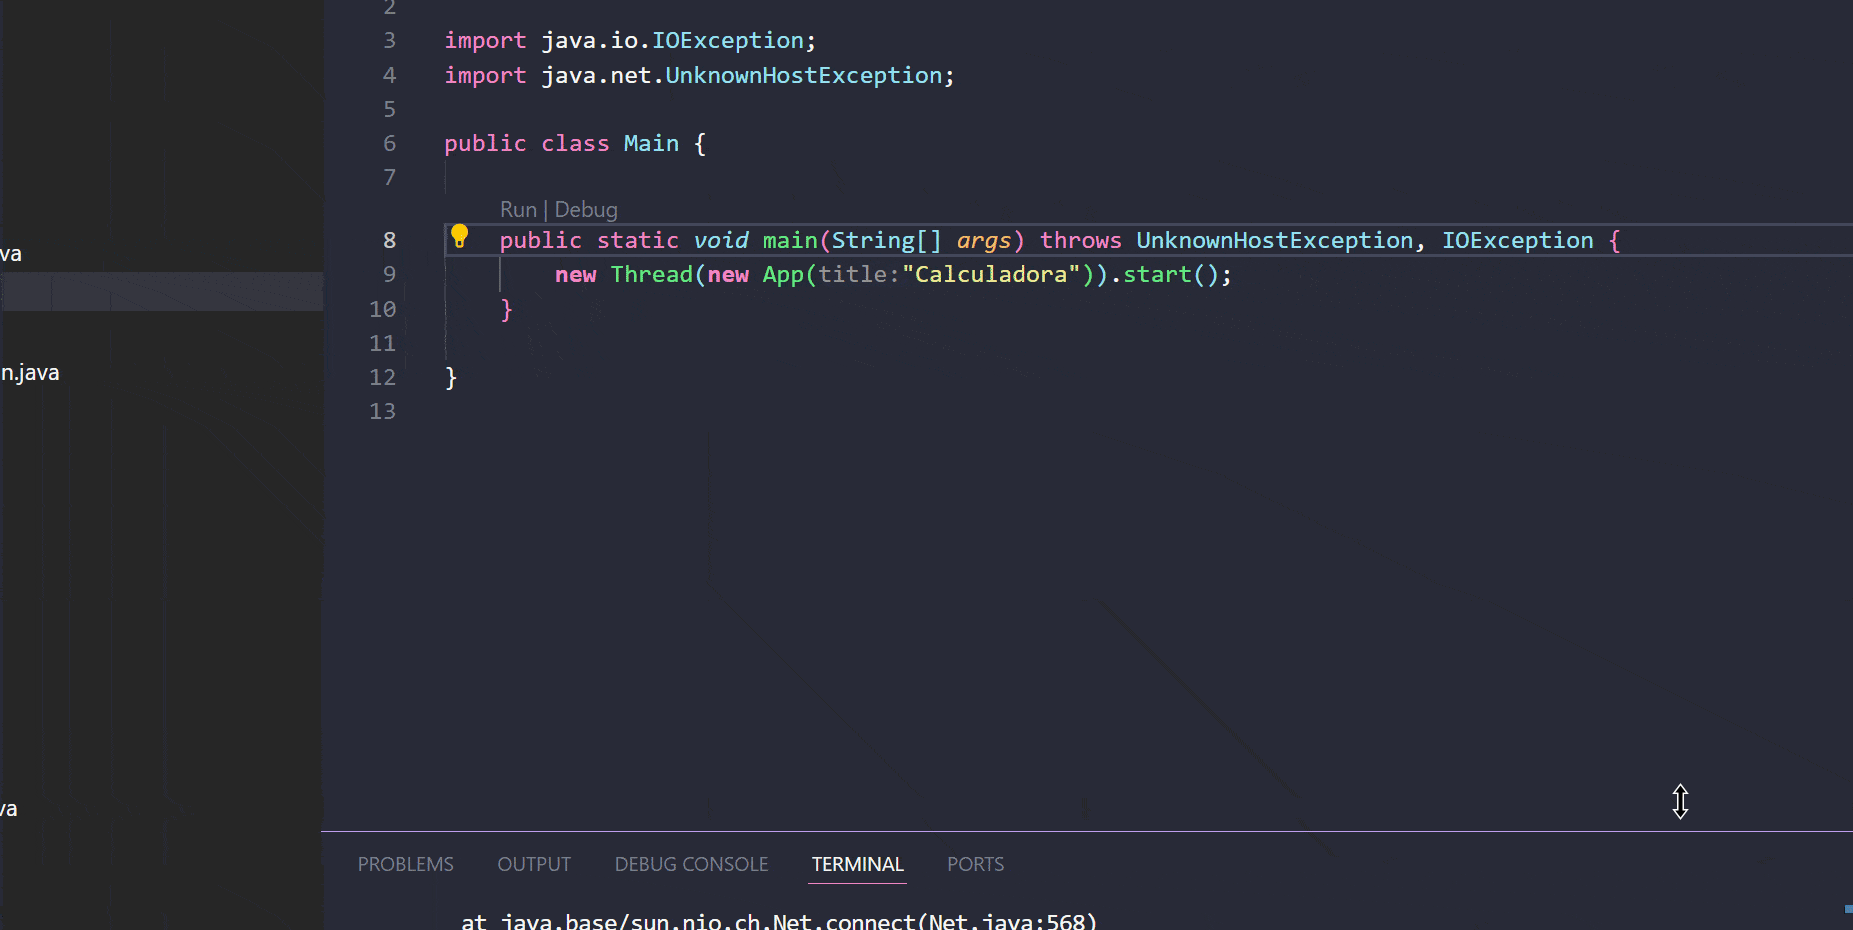 va
n.java
va
2
3 import java.io.IOException;
4 import java.net.UnknownHostException;
5
6 public class Main {
7
Run | Debug
8 public static void main(String[] args) throws UnknownHostException, IOException {
9 new Thread(new App(title:"Calculadora")).start();
10 }
11
12 }
13
PROBLEMS OUTPUT DEBUG CONSOLE TERMINAL PORTS
at java.base/sun.nio.ch.Net.connect(Net.java:568)